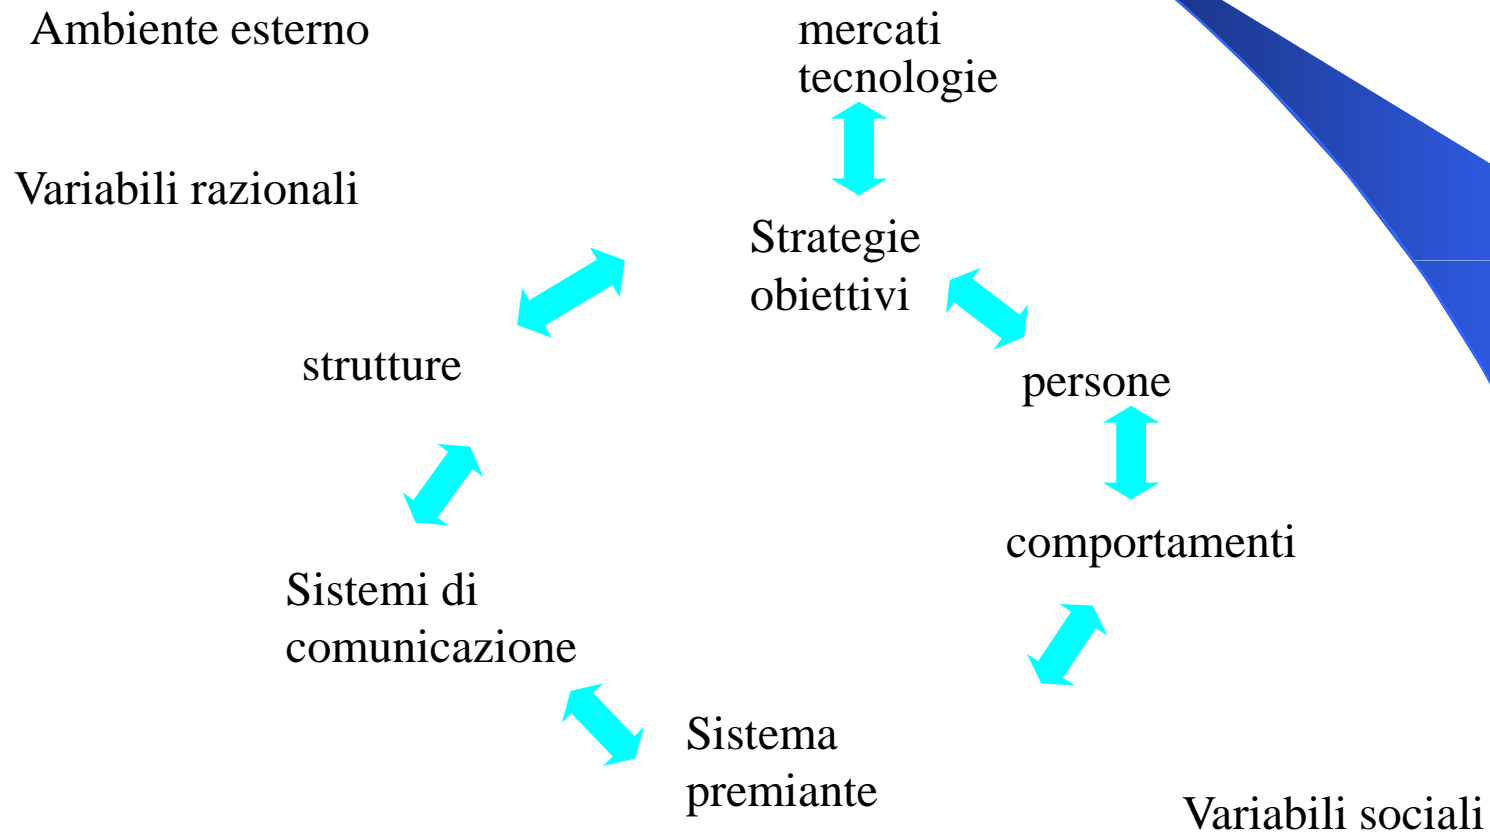 Ambiente esterno
mercati
tecnologie
Variabili razionali
Strategie
obiettivi
strutture
persone
comportamenti
Sistemi di
comunicazione
Sistema
premiante
Variabili sociali